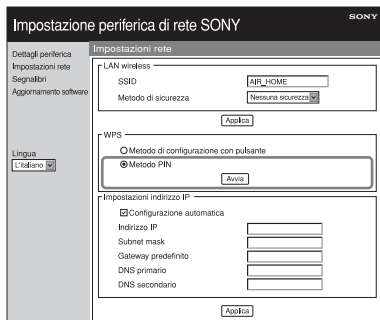 Impostazione periferica di rete SONY
SONY
Dettagli periferica
Impostazioni rete
Segnalibri
Aggiornamento software
Lingua
L'italiano
Impostazioni rete
LAN wireless
SSID
AIR_HOME
Metodo di sicurezza
Nessuna sicurezza
Applica
WPS
Metodo di configurazione con pulsante
Metodo PIN
Avvia
Impostazioni indirizzo IP
Configurazione automatica
Indirizzo IP
Subnet mask
Gateway predefinito
DNS primario
DNS secondario
Applica